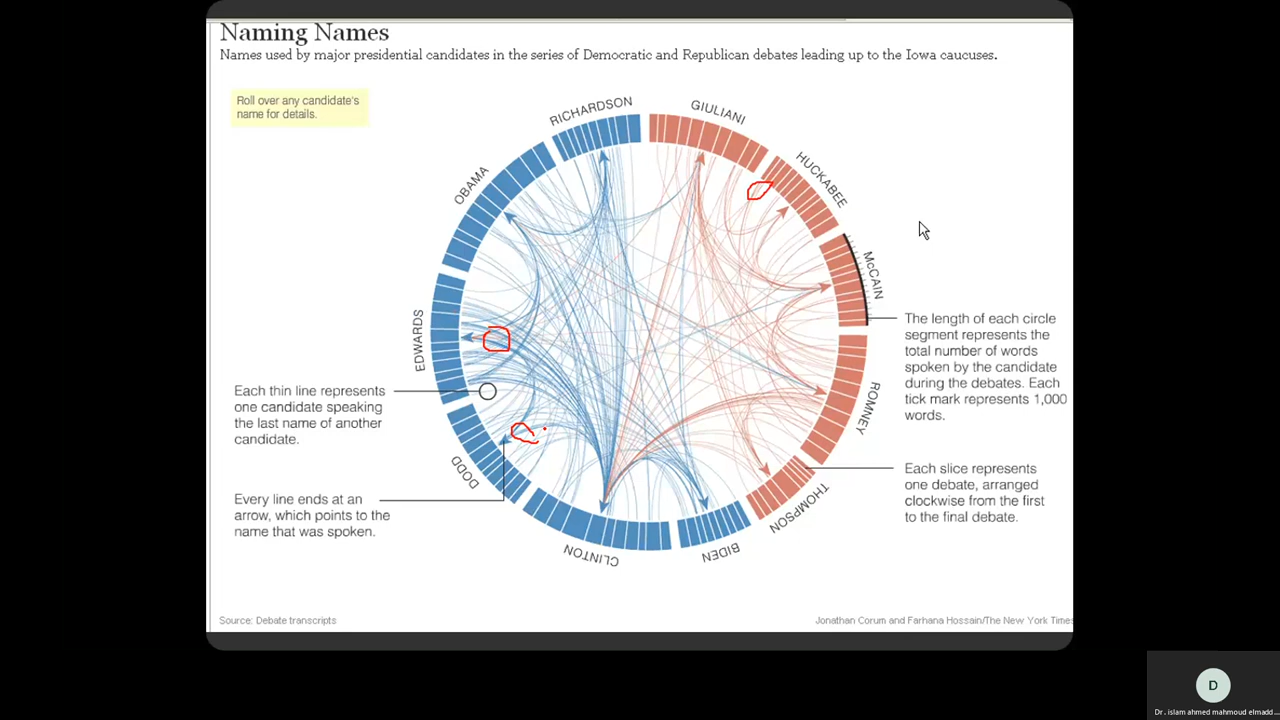 Naming Names
Names used by major presidential candidates in the series of Democratic and Republican debates leading up to the Iowa caucuses.
Roll over any candidate's
name for details.
RICHARDSON
GIULIANI
HUCKABEE
McCAIN
ROMNEY
THOMPSON
BIDEN
CLINTON
DODD
EDWARDS
OBAMA
The length of each circle
segment represents the
total number of words
spoken by the candidate
during the debates. Each
tick mark represents 1,000
words.
Each thin line represents
one candidate speaking
the last name of another
candidate.
Each slice represents
one debate, arranged
clockwise from the first
to the final debate.
Every line ends at an
arrow, which points to the
name that was spoken.
Source: Debate transcripts
Jonathan Corum and Farhana Hossain/The New York Times
D
Dr. islam ahmed mahmoud elmadd...